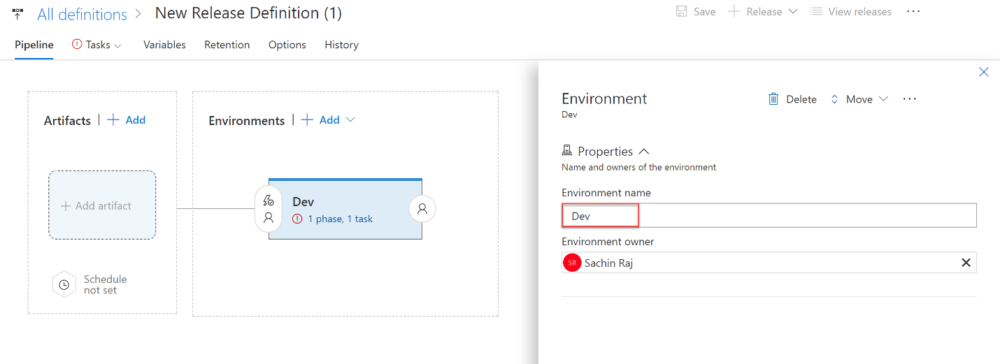 All definitions > New Release Definition (1)
Save
Release
View releases
...
Pipeline
Tasks
Variables
Retention
Options
History
Artifacts | + Add
+ Add artifact
Schedule
not set
Environments | + Add
Dev
1 phase, 1 task
Environment
Dev
Delete
Move
...
Properties
Name and owners of the environment
Environment name
Dev
Environment owner
SR Sachin Raj